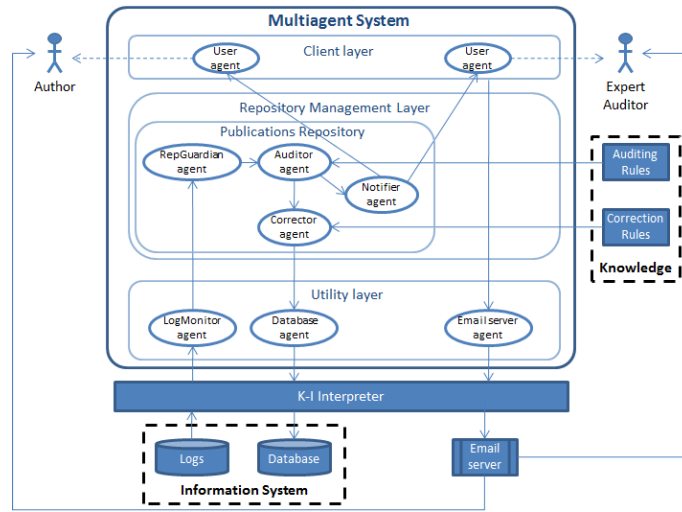 Multiagent System
Client layer
User
agent
User
agent
Author
Expert
Auditor
Repository Management Layer
Publications Repository
RepGuardian
agent
Auditor
agent
Notifier
agent
Corrector
agent
Auditing
Rules
Correction
Rules
Knowledge
Utility layer
LogMonitor
agent
Database
agent
Email server
agent
K-I Interpreter
Logs
Database
Email
server
Information System